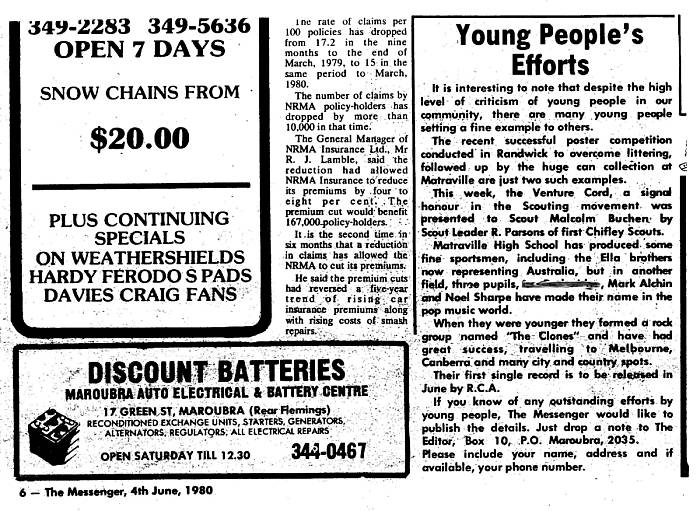 349-2283 349-5636
OPEN 7 DAYS
SNOW CHAINS FROM
$20.00
PLUS CONTINUING
SPECIALS
ON WEATHERSHIELDS
HARDY FERODO S PADS
DAVIES CRAIG FANS
The rate of claims per
100 policies has dropped
from 17.2 in the nine
months to the end of
March, 1979, to 15 in the
same period to March,
1980.
The number of claims by
NRMA policy-holders has
dropped by more than
10,000 in that time.
The General Manager of
NRMA Insurance Ltd., Mr
R. J. Lamble, said the
reduction had allowed
NRMA Insurance to reduce
its premiums by four to
eight per cent. The
premium cut would benefit
167,000 policy-holders.
It is the second time in
six months that a reduction
in claims has allowed the
NRMA to cut its premiums.
He said the premium cuts
had reversed a five-year
trend of rising car
insurance premiums along
with rising costs of smash
repairs.
Young People's
Efforts
It is interesting to note that despite the high
level of criticism of young people in our
community, there are many young people
setting a fine example to others.
The recent successful poster competition
conducted in Randwick to overcome littering,
followed up by the huge can collection at
Matraville are just two such examples.
This week, the Venture Cord, a signal
honour in the Scouting movement was
presented to Scout Malcolm Buchen by
Scout Leader R. Parsons of first Chifley Scouts.
Matraville High School has produced some
fine sportsmen, including the Ella brothers
now representing Australia, but in another
field, three pupils, Mark Alchin
and Noel Sharpe have made their name in the
pop music world.
When they were younger they formed a rock
group named "The Clones" and have had
great success, travelling to Melbourne,
Canberra and many city and country spots.
Their first single record is to be released in
June by R.C.A.
If you know of any outstanding efforts by
young people, The Messenger would like to
publish the details. Just drop a note to The
Editor, Box 10, P.O. Maroubra, 2035.
Please include your name, address and if
available, your phone number.
DISCOUNT BATTERIES
MAROUBRA AUTO ELECTRICAL & BATTERY CENTRE
17 GREEN ST, MAROUBRA (Rear Flemings)
RECONDITIONED EXCHANGE UNITS, STARTERS, GENERATORS,
ALTERNATORS, REGULATORS, ALL ELECTRICAL REPAIRS
OPEN SATURDAY TILL 12.30 344-0467
6 — The Messenger, 4th June, 1980